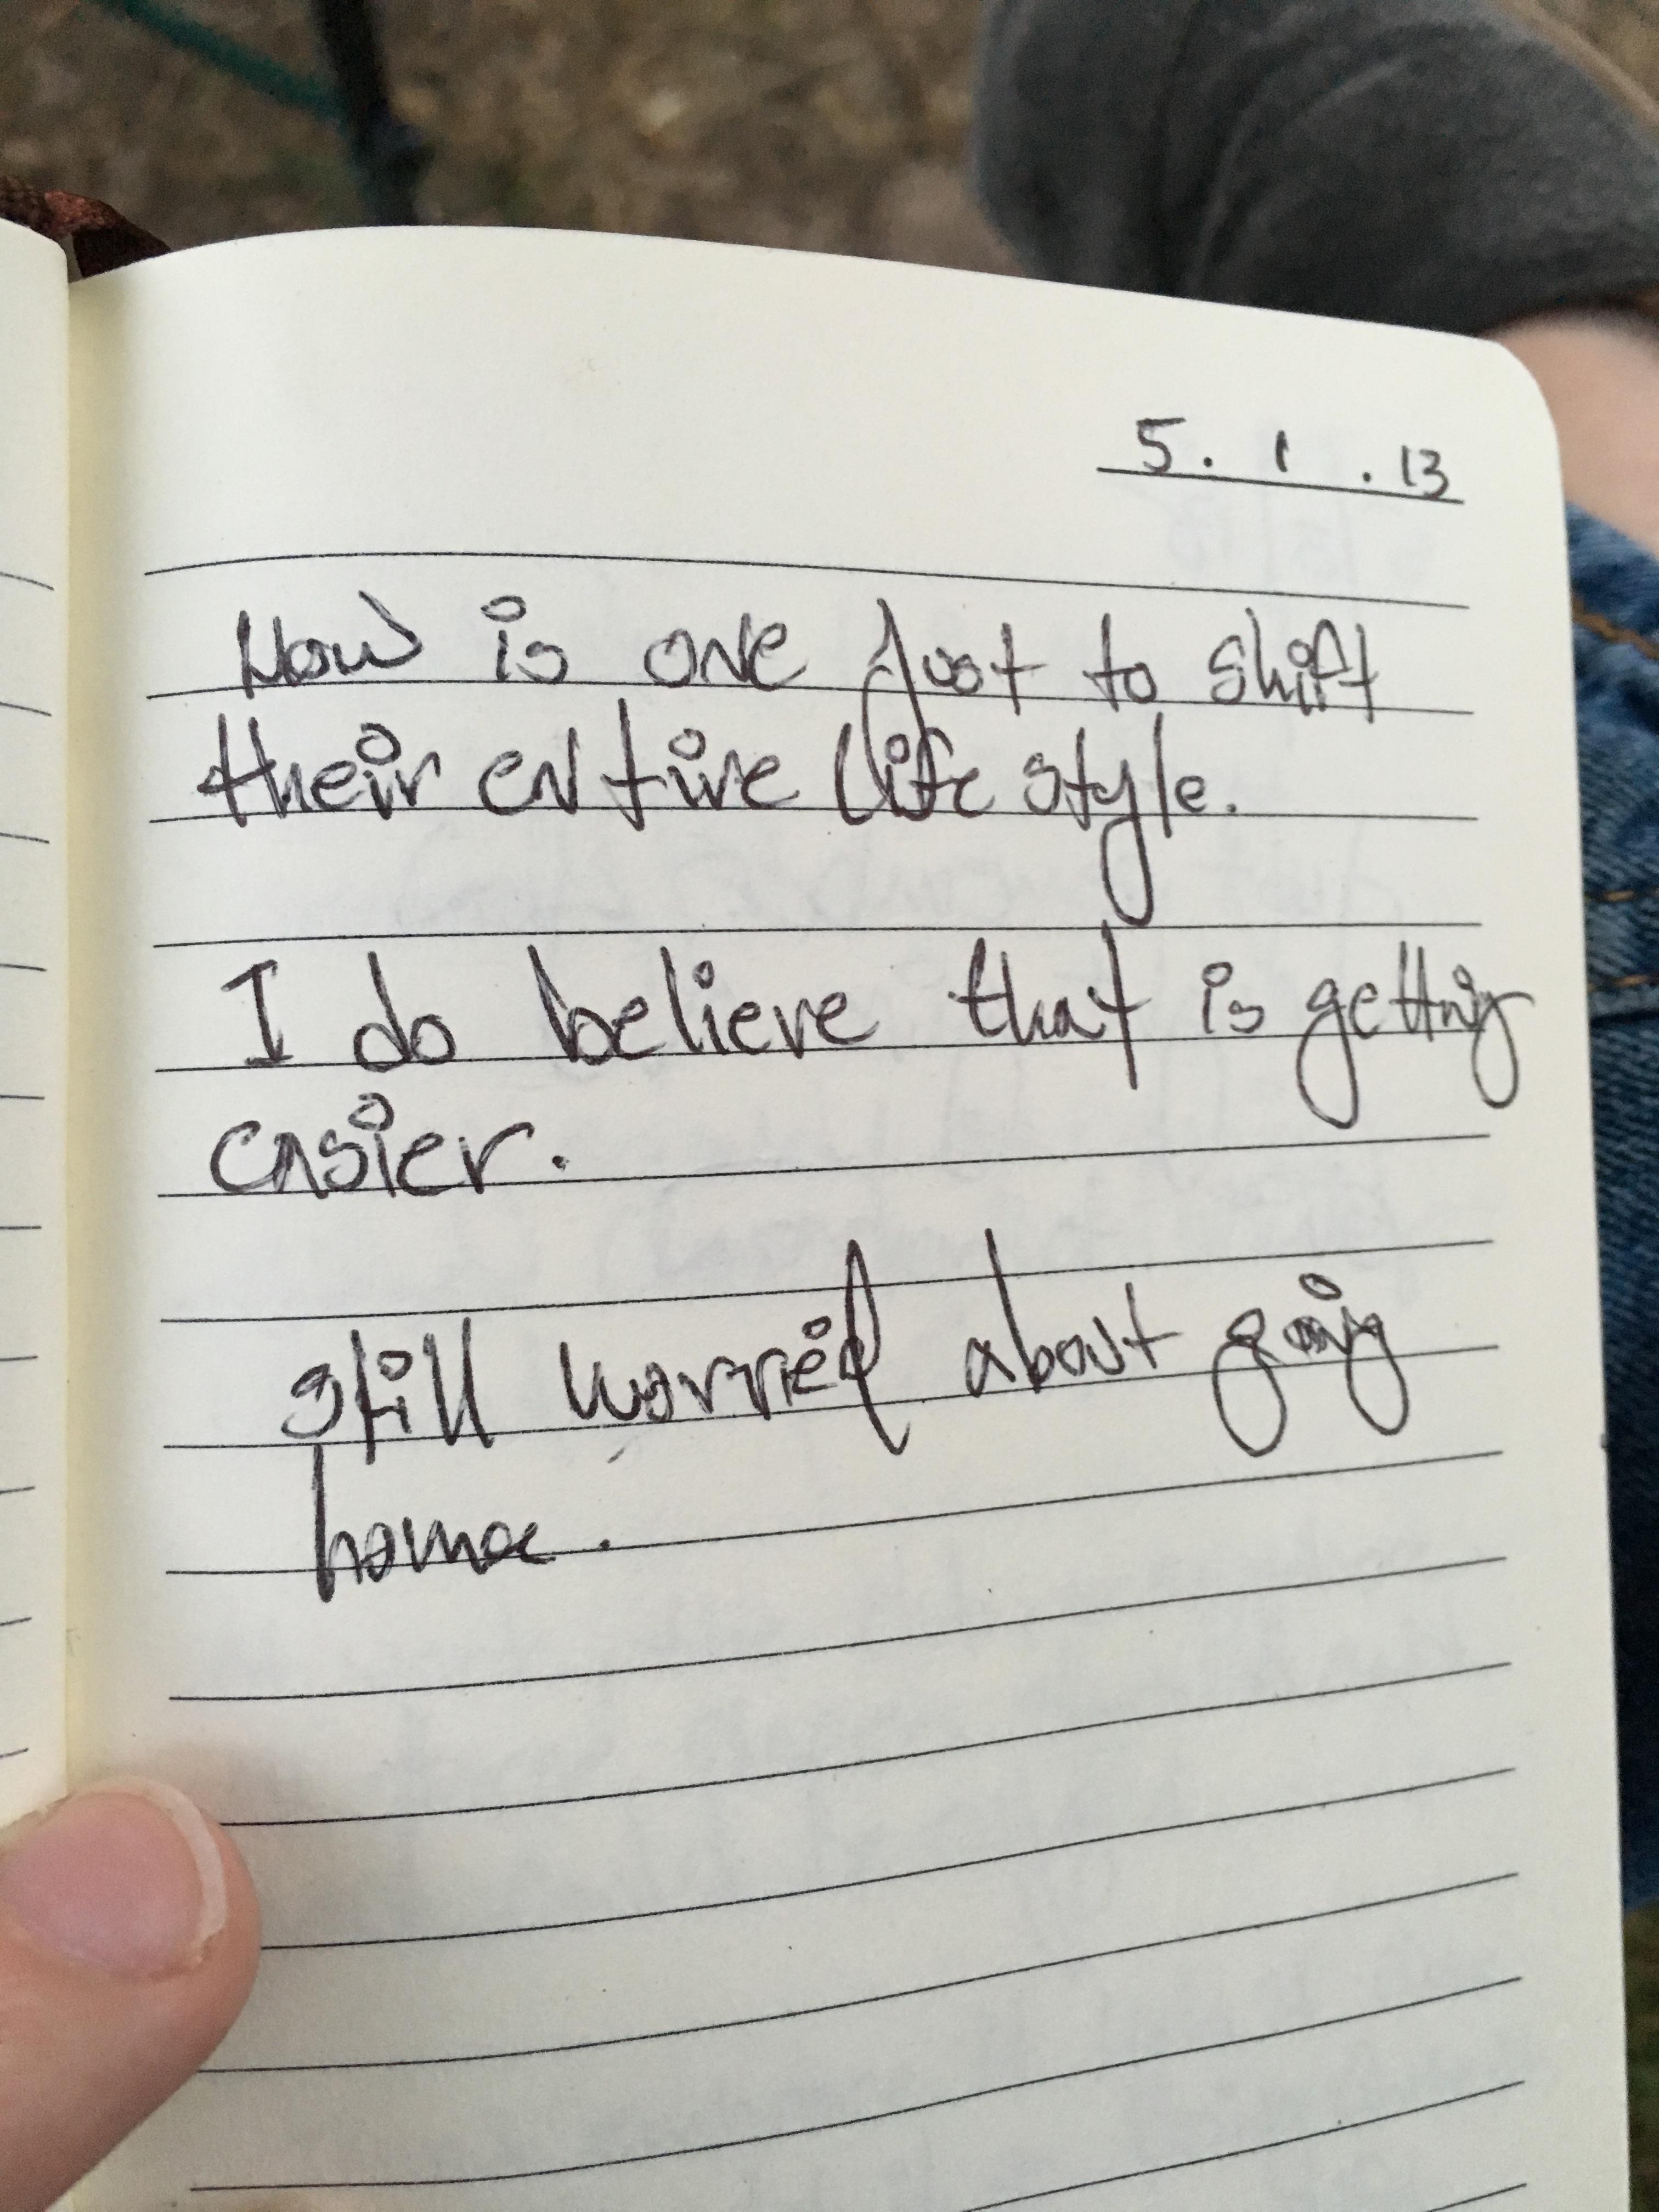 5.1.13
How is one just to shift
their entire life style.
I do believe that is getting
easier.
still worried about going
home.